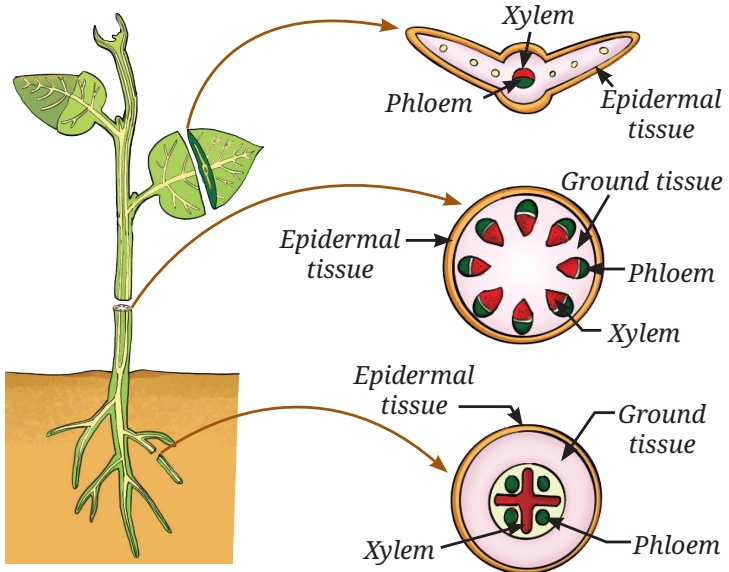 Xylem
Phloem
Epidermal
tissue
Ground tissue
Epidermal
tissue
Phloem
Xylem
Epidermal
tissue
Ground
tissue
Xylem
Phloem